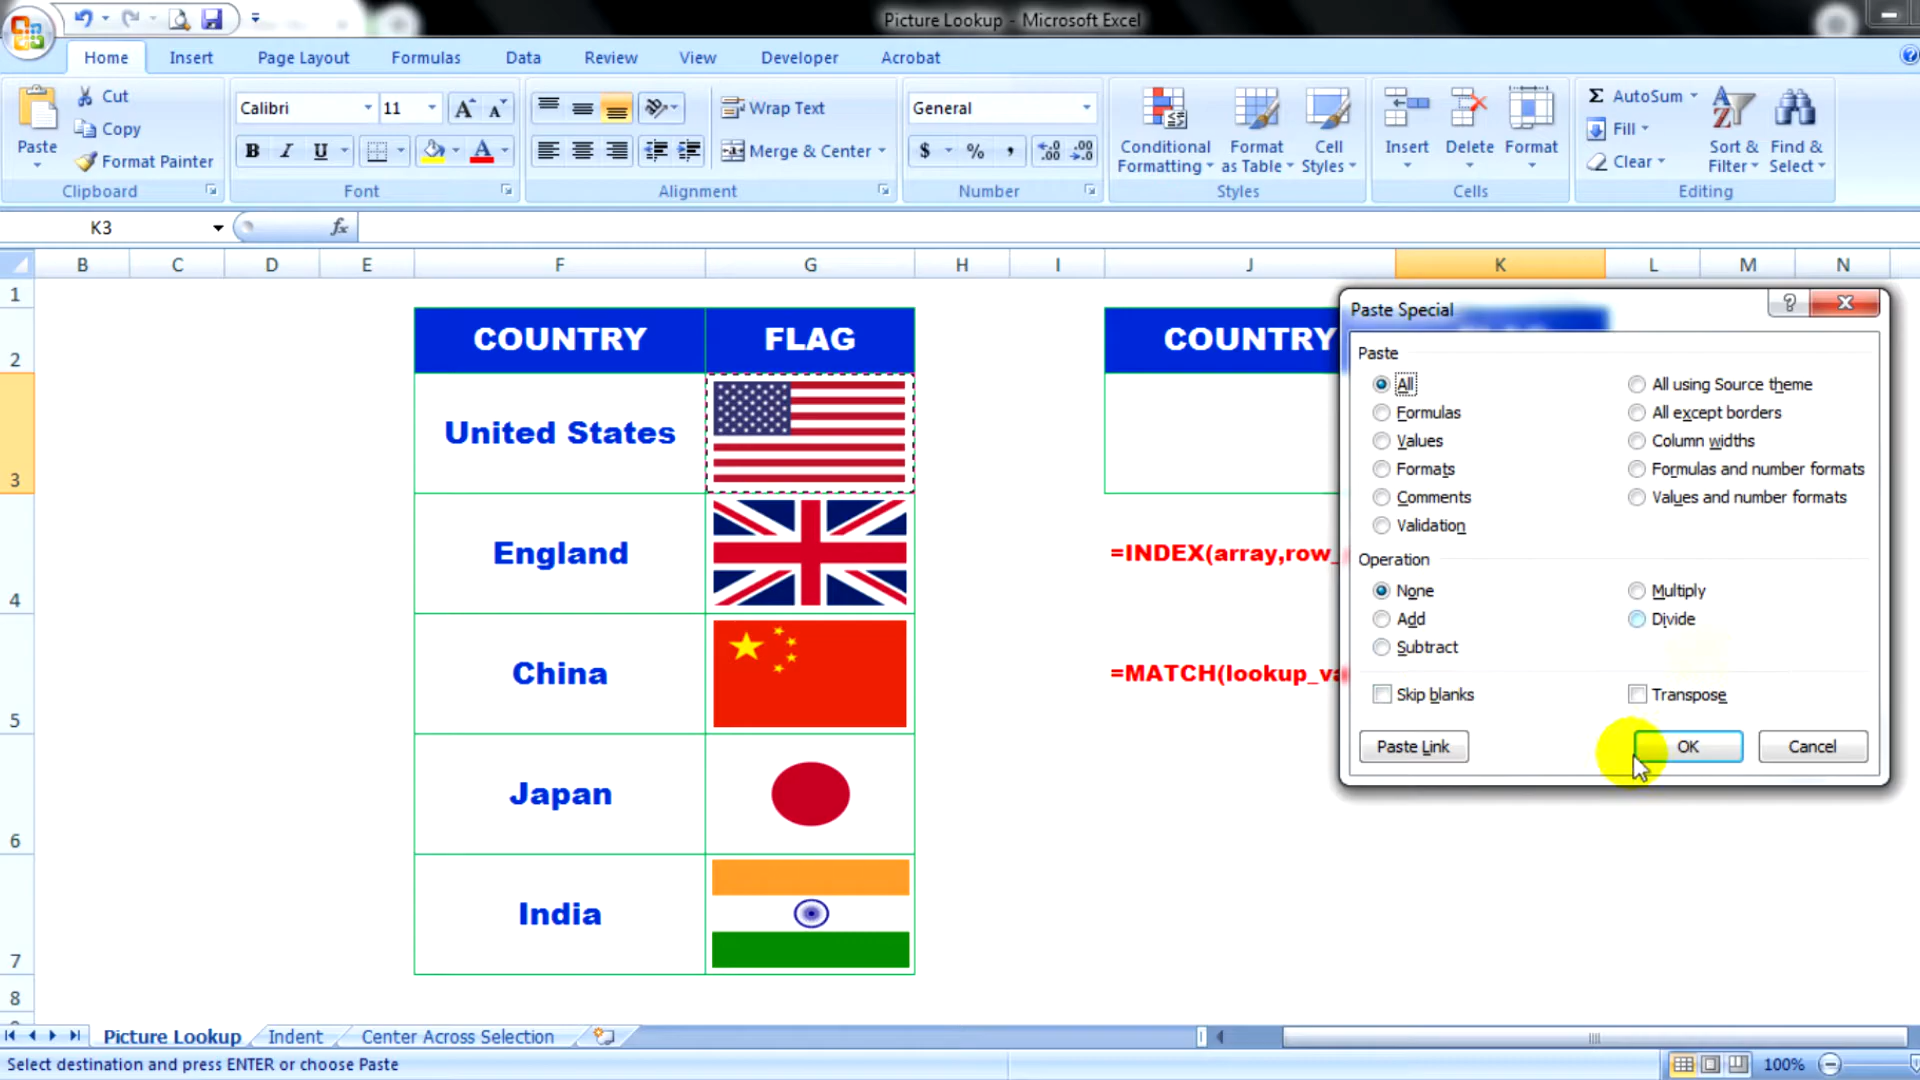 Picture Lookup - Microsoft Excel
Home Insert Page Layout Formulas Data Review View Developer Acrobat
Paste
Cut
Copy
Format Painter
Clipboard
Calibri 11
B I U
Font
Wrap Text
Merge & Center
Alignment
General
$ % ,
Number
Conditional Formatting
Format as Table
Cell Styles
Styles
Insert Delete Format
Cells
Σ AutoSum
Fill
Clear
Sort & Filter
Find & Select
Editing
K3 fx
B C D E F G H I J K L M N
1
2
3
4
5
6
7
8
COUNTRY FLAG
United States
England
China
Japan
India
COUNTRY
=INDEX(array,row_
=MATCH(lookup_va
Paste Special
Paste
All
Formulas
Values
Formats
Comments
Validation
All using Source theme
All except borders
Column widths
Formulas and number formats
Values and number formats
Operation
None
Add
Subtract
Multiply
Divide
Skip blanks
Transpose
Paste Link OK Cancel
Picture Lookup Indent Center Across Selection
Select destination and press ENTER or choose Paste
100%